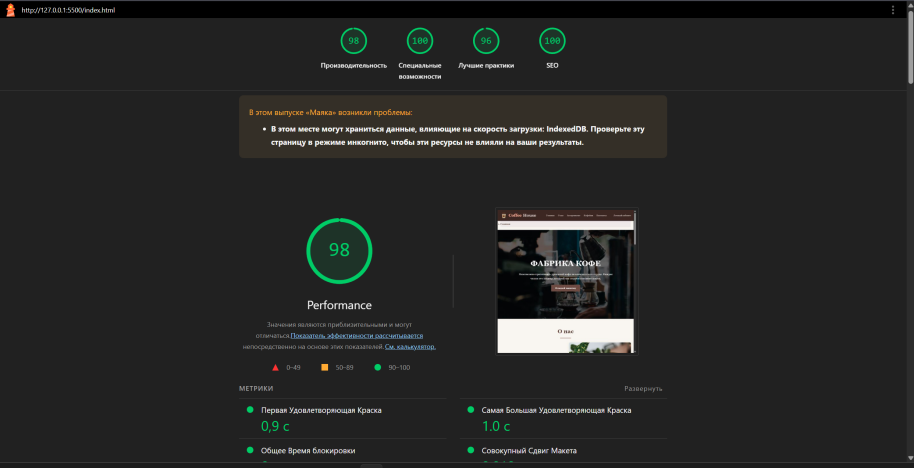 http://127.0.0.1:5500/index.html
98
100
96
100
Производительность
Специальные
возможности
Лучшие практики
SEO
В этом выпуске «Маяка» возникли проблемы:
В этом месте могут храниться данные, влияющие на скорость загрузки: IndexedDB. Проверьте эту
страницу в режиме инкогнито, чтобы эти ресурсы не влияли на ваши результаты.
98
Performance
Значения являются приблизительными и могут
отличаться.Показатель эффективности рассчитывается
непосредственно на основе этих показателей.См. калькулятор.
0–49
50–89
90–100
Coffee House
ФАБРИКА КОФЕ
О нас
МЕТРИКИ
Развернуть
Первая Удовлетворяющая Краска
0,9 с
Самая Большая Удовлетворяющая Краска
1.0 с
Общее Время блокировки
Совокупный Сдвиг Макета